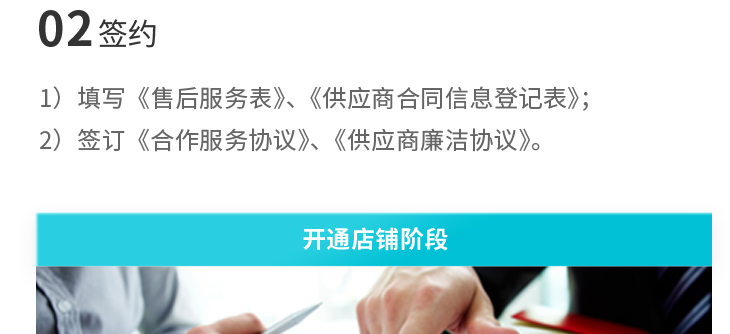 02 签约
1）填写《售后服务表》、《供应商合同信息登记表》；
2）签订《合作服务协议》、《供应商廉洁协议》。
开通店铺阶段